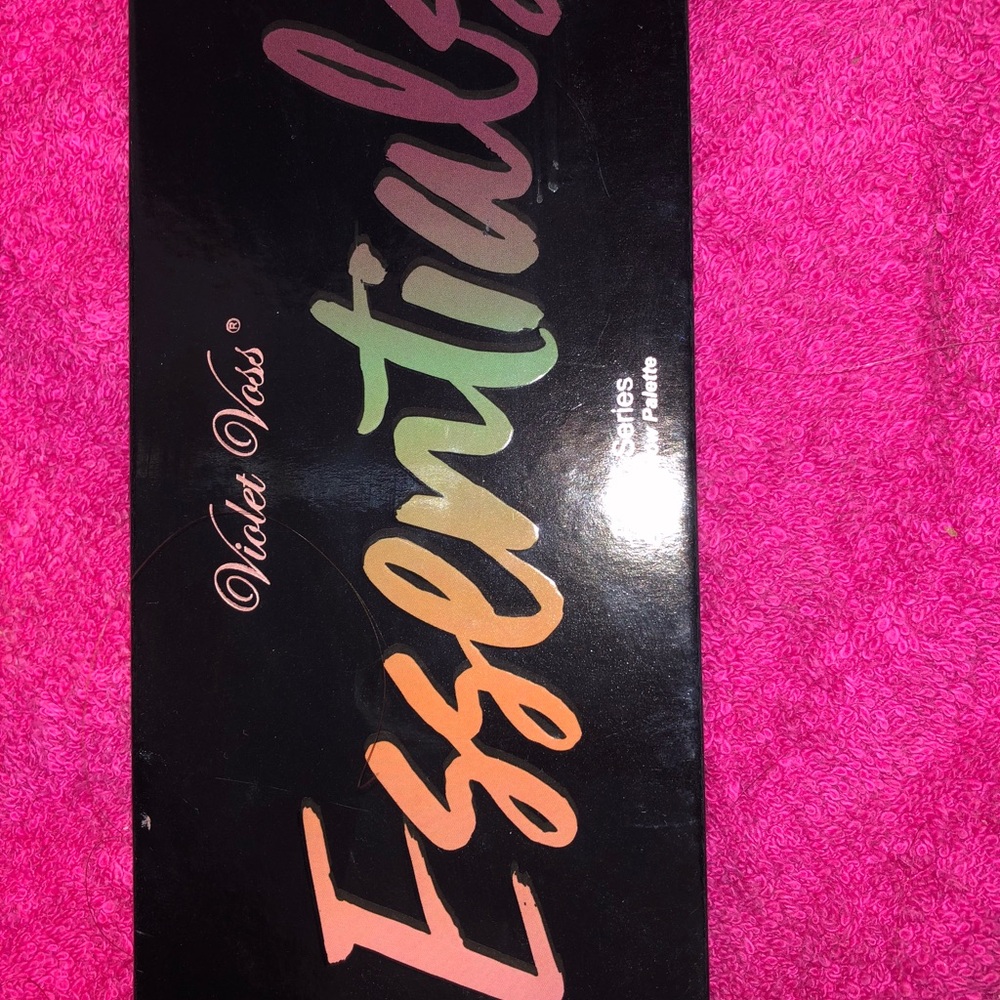 Violet Voss®
Essentials
Series
Palette